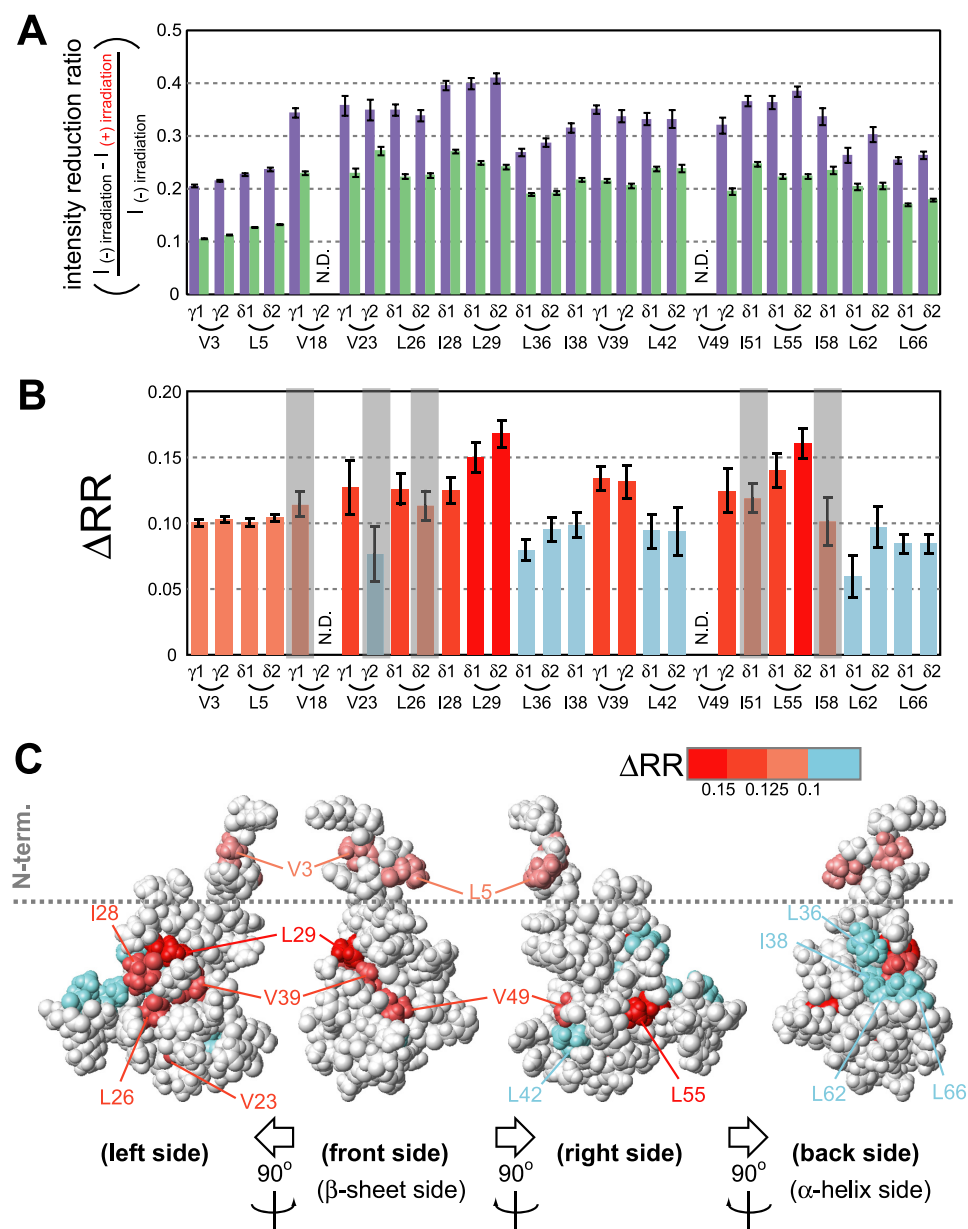 A
intensity reduction ratio
( I (-) irradiation - I (+) irradiation
I (-) irradiation )
0.5
0.4
0.3
0.2
0.1
0
N.D.
N.D.
γ1 γ2 δ1 δ2 γ1 γ2 γ1 γ2 δ1 δ2 δ1 δ1 δ2 δ1 δ2 δ1 γ1 γ2 δ1 δ2 γ1 γ2 δ1 δ1 δ2 δ1 δ1 δ2 δ1 δ2
V3 L5 V18 V23 L26 I28 L29 L36 I38 V39 L42 V49 I51 L55 I58 L62 L66
B
ΔRR
0.20
0.15
0.10
0.05
0
N.D.
N.D.
γ1 γ2 δ1 δ2 γ1 γ2 γ1 γ2 δ1 δ2 δ1 δ1 δ2 δ1 δ2 δ1 γ1 γ2 δ1 δ2 γ1 γ2 δ1 δ1 δ2 δ1 δ1 δ2 δ1 δ2
V3 L5 V18 V23 L26 I28 L29 L36 I38 V39 L42 V49 I51 L55 I58 L62 L66
C
ΔRR
0.15 0.125 0.1
N-term.
V3
L5
I28
L29
L36
I38
V39
V49
L26
V23
L42
L55
L62
L66
(left side)
(front side)
(right side)
(back side)
90°
(β-sheet side)
90°
90°
(α-helix side)